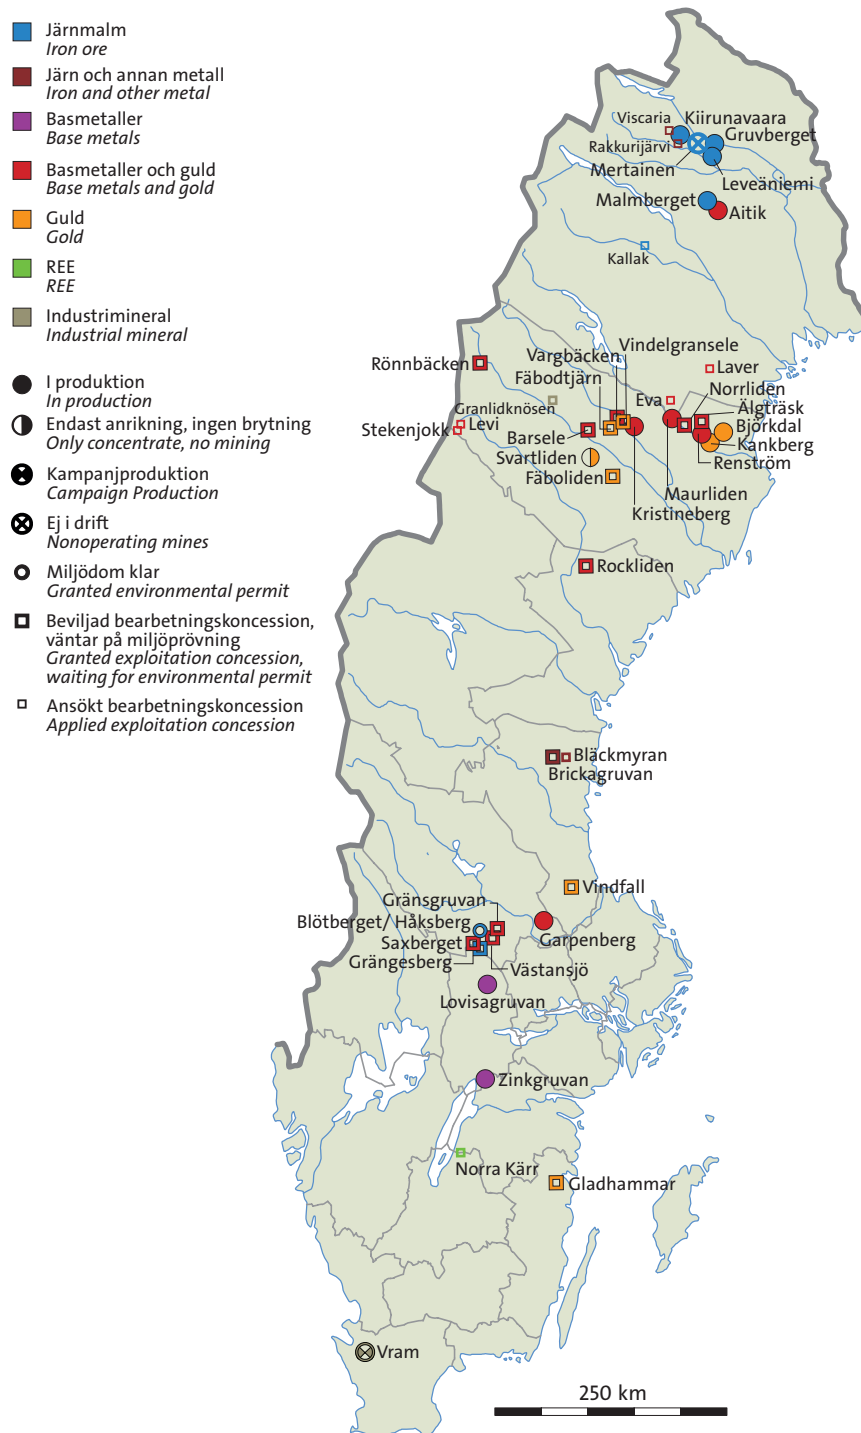 Järnmalm
Iron ore
Järn och annan metall
Iron and other metal
Basmetaller
Base metals
Basmetaller och guld
Base metals and gold
Guld
Gold
REE
REE
Industrimineral
Industrial mineral
I produktion
In production
Endast anrikning, ingen brytning
Only concentrate, no mining
Kampanjproduktion
Campaign Production
Ej i drift
Nonoperating mines
Miljödom klar
Granted environmental permit
Beviljad bearbetningskoncession,
väntar på miljöprövning
Granted exploitation concession,
waiting for environmental permit
Ansökt bearbetningskoncession
Applied exploitation concession
Viscaria
Kiirunavaara
Gruvberget
Rakkurijärvi
Mertainen
Leveäniemi
Malmberget
Aitik
Kallak
Vindelgransele
Vargbäcken
Rönnbäcken
Laver
Fäbodtjärn
Norrliden
Eva
Granlidknösen
Älgträsk
Levi
Stekenjokk
Björkdal
Barsele
Kankberg
Svartliden
Renström
Fäboliden
Maurliden
Kristineberg
Rockliden
Bläckmyran
Brickagruvan
Vindfall
Gränsgruvan
Blötberget/ Håksberg
Saxberget
Garpenberg
Grängesberg
Västansjö
Lovisagruvan
Zinkgruvan
Norra Kärr
Gladhammar
Vram
250 km